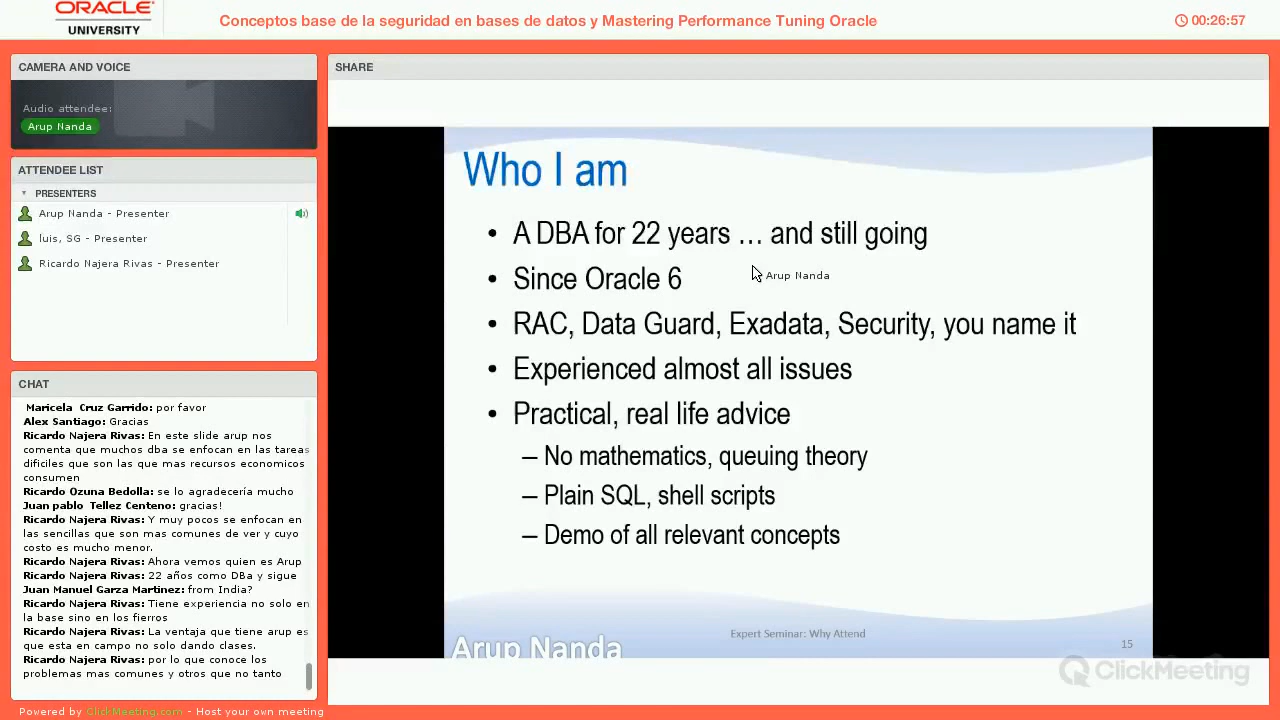 ORACLE
UNIVERSITY
Conceptos base de la seguridad en bases de datos y Mastering Performance Tuning Oracle
00:26:57
CAMERA AND VOICE
Audio attendee:
Arup Nanda
ATTENDEE LIST
PRESENTERS
Arup Nanda - Presenter
luis, SG - Presenter
Ricardo Najera Rivas - Presenter
CHAT
Maricela Cruz Garrido: por favor
Alex Santiago: Gracias
Ricardo Najera Rivas: En este slide arup nos
comenta que muchos dba se enfocan en las tareas
dificiles que son las que mas recursos economicos
consumen
Ricardo Ozuna Bedolla: se lo agradecería mucho
Juan pablo Tellez Centeno: gracias!
Ricardo Najera Rivas: Y muy pocos se enfocan en
las sencillas que son mas comunes de ver y cuyo
costo es mucho menor.
Ricardo Najera Rivas: Ahora vemos quien es Arup
Ricardo Najera Rivas: 22 años como DBa y sigue
Juan Manuel Garza Martinez: from India?
Ricardo Najera Rivas: Tiene experiencia no solo en
la base sino en los fierros
Ricardo Najera Rivas: La ventaja que tiene arup es
que esta en campo no solo dando clases.
Ricardo Najera Rivas: por lo que conoce los
problemas mas comunes y otros que no tanto
SHARE
Who I am
• A DBA for 22 years … and still going
• Since Oracle 6
Arup Nanda
• RAC, Data Guard, Exadata, Security, you name it
• Experienced almost all issues
• Practical, real life advice
– No mathematics, queuing theory
– Plain SQL, shell scripts
– Demo of all relevant concepts
Arup Nanda
Expert Seminar: Why Attend
15
ClickMeeting
Powered by ClickMeeting.com - Host your own meeting